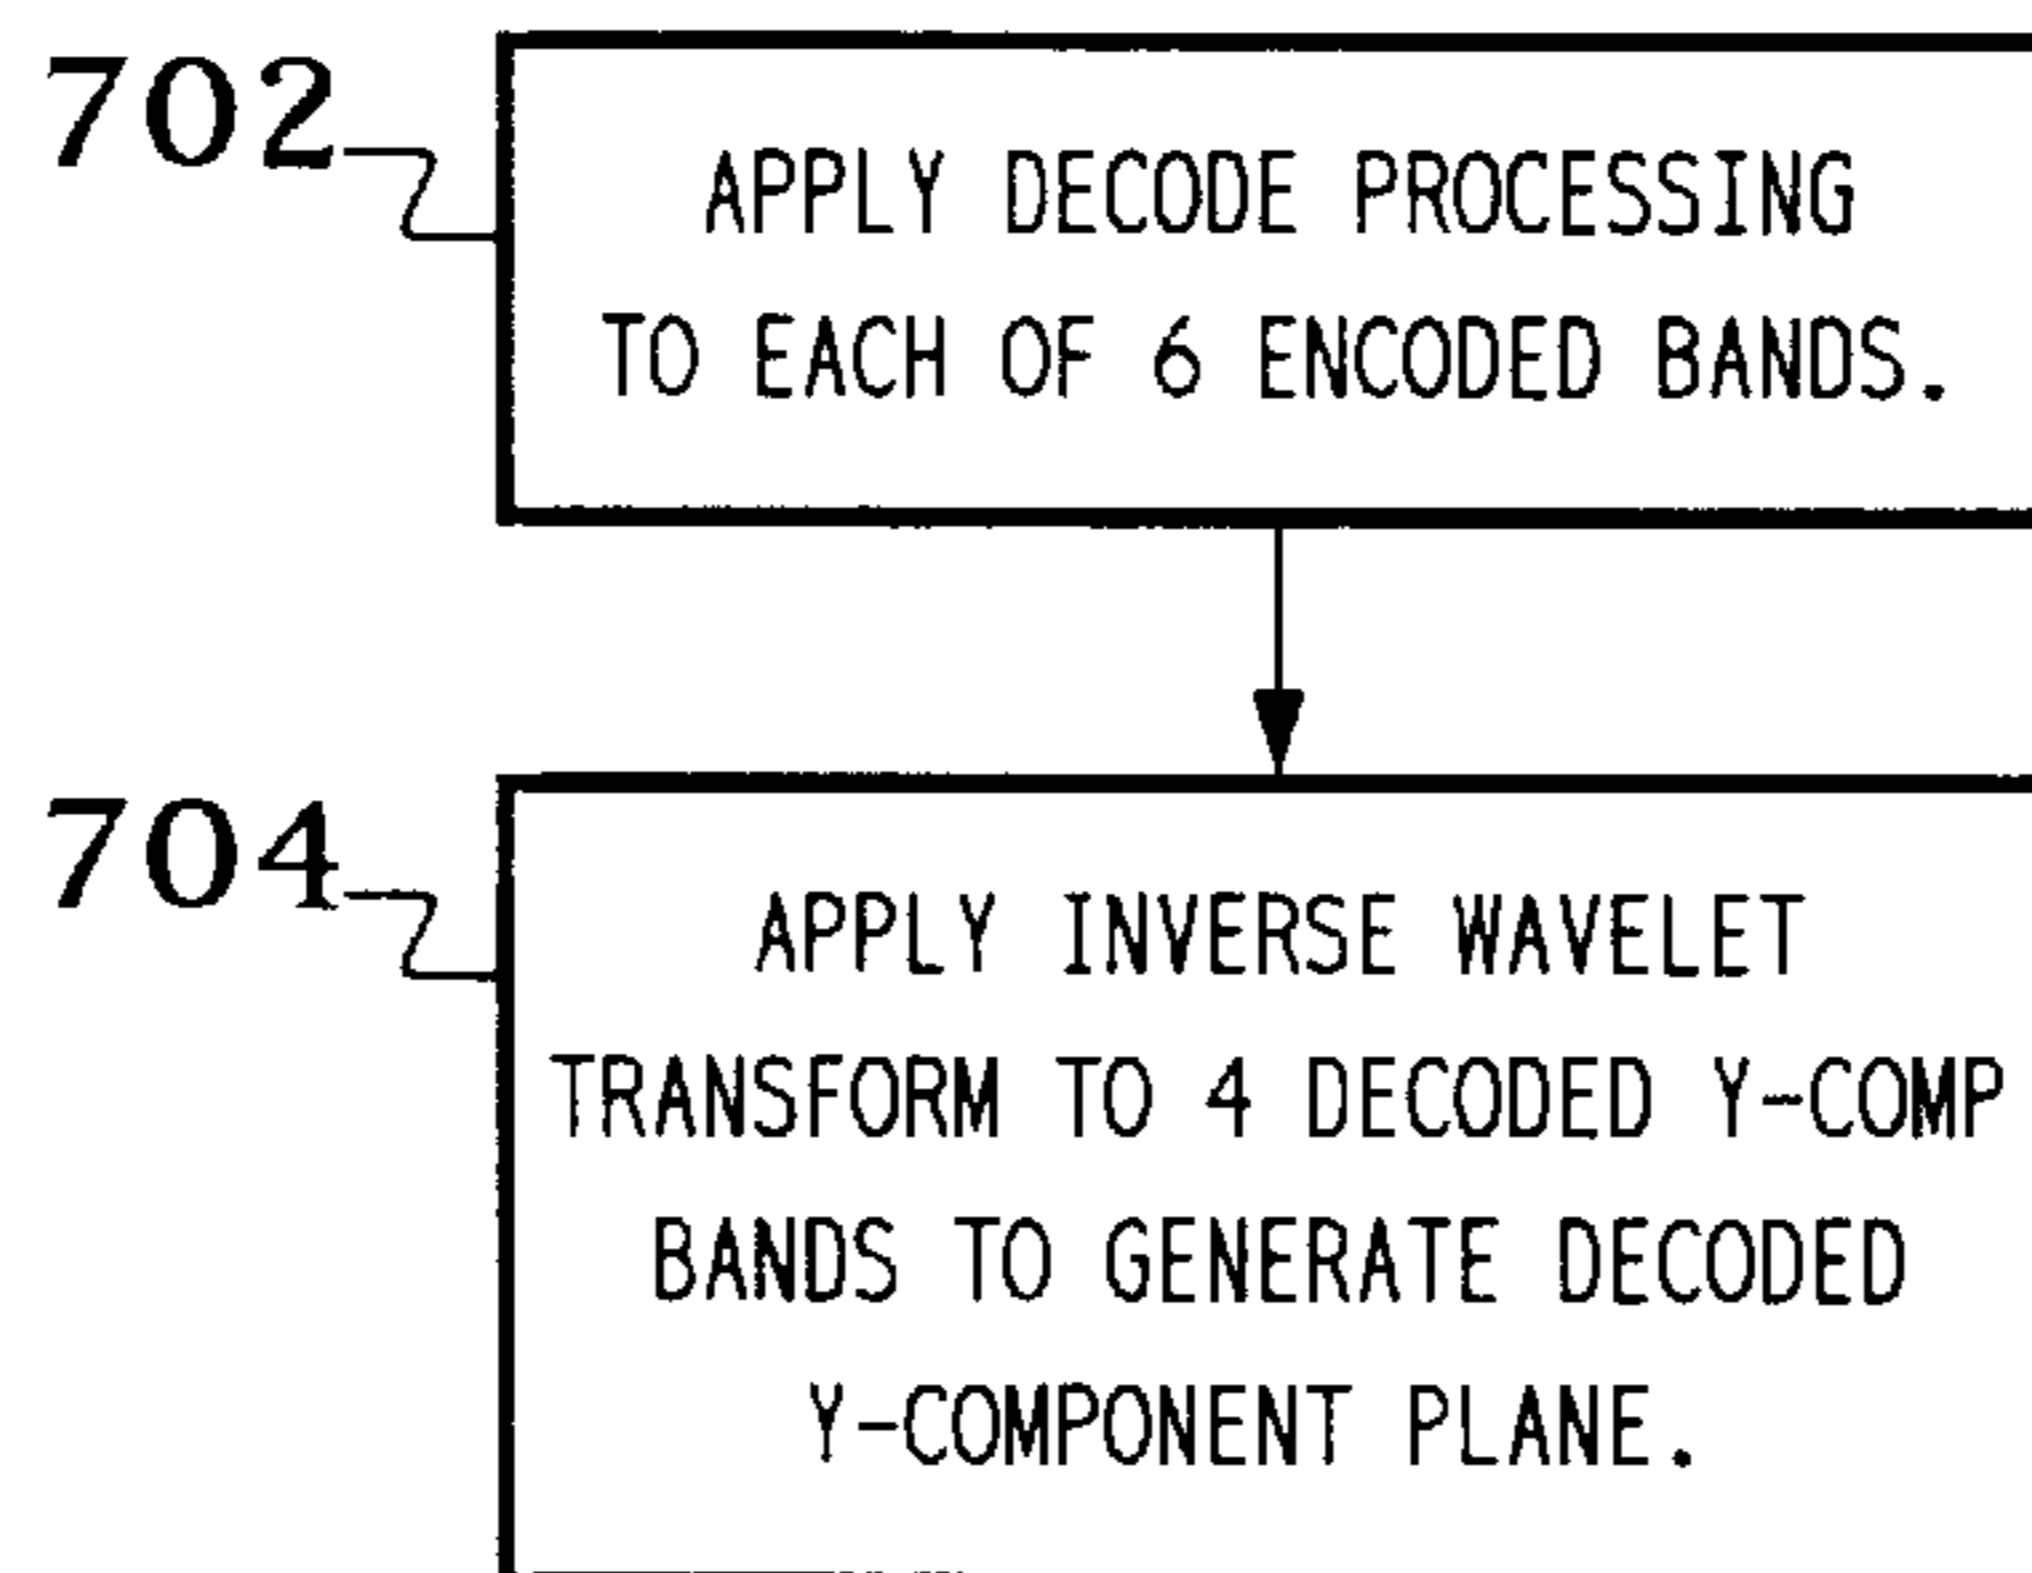 702
APPLY DECODE PROCESSING
TO EACH OF 6 ENCODED BANDS.
704
APPLY INVERSE WAVELET
TRANSFORM TO 4 DECODED Y-COMP
BANDS TO GENERATE DECODED
Y-COMPONENT PLANE.